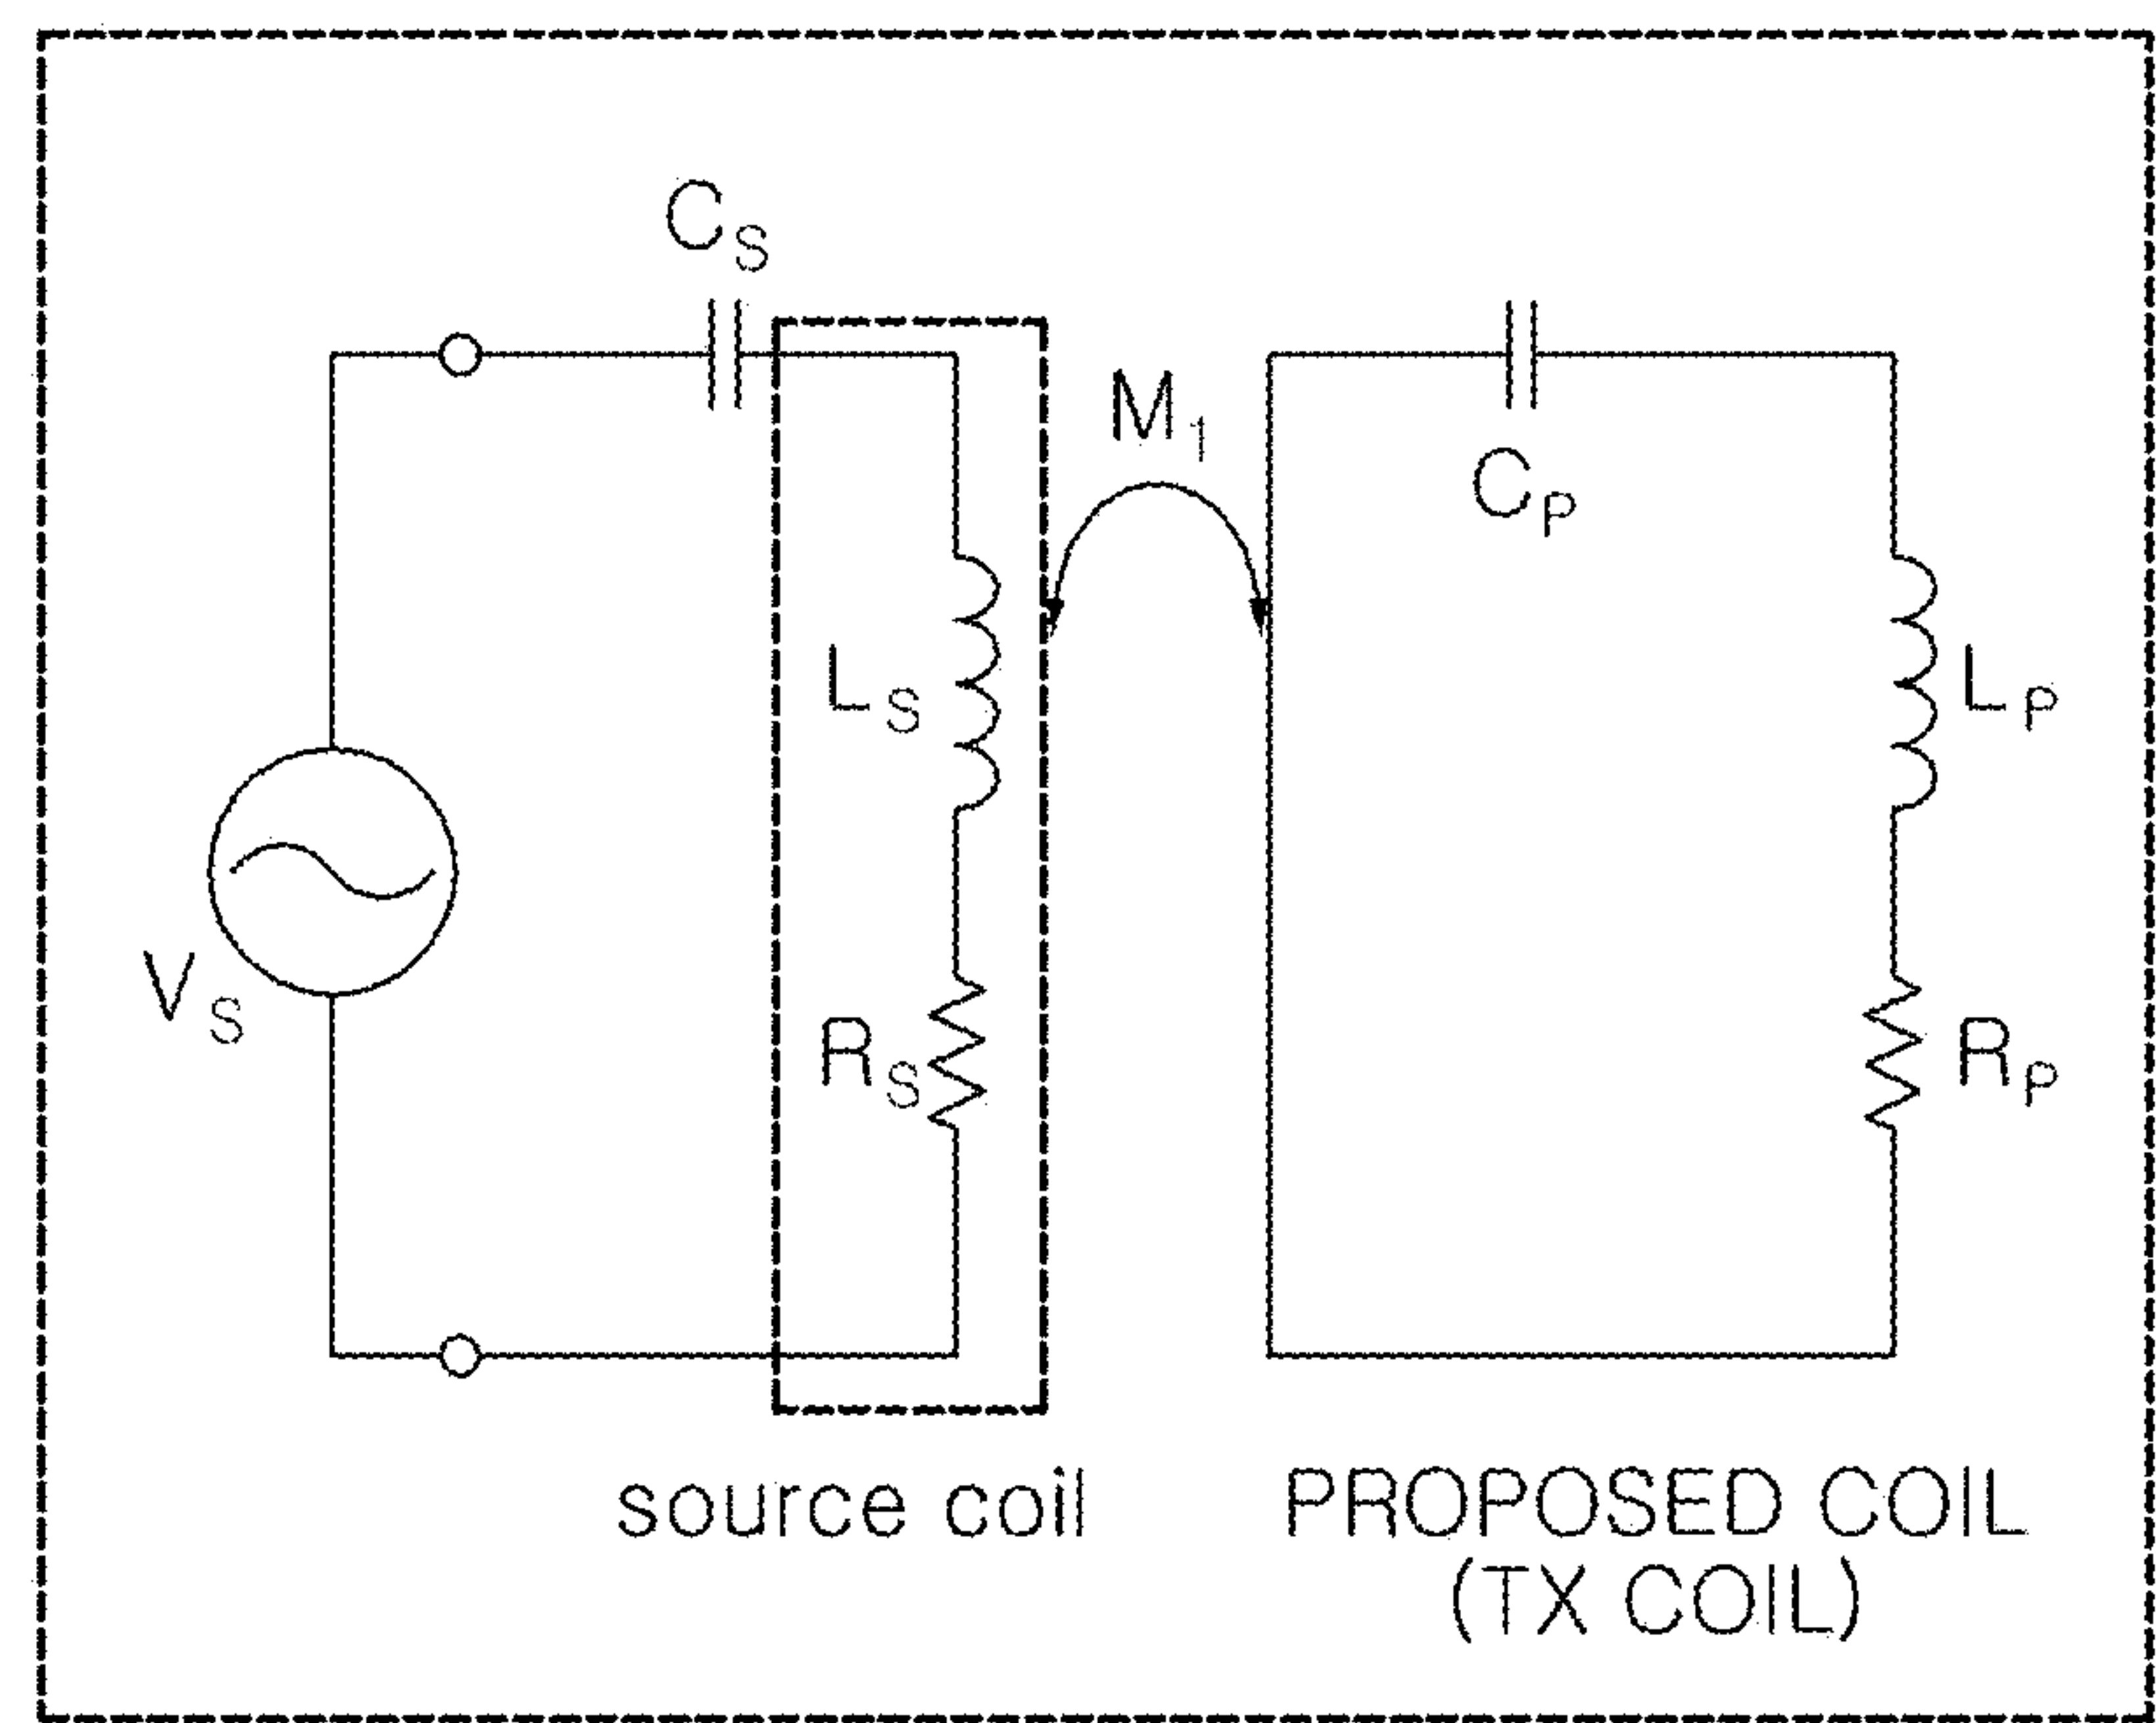 C_S
M_1
C_P
L_S
L_P
V_S
R_S
R_P
source coil
PROPOSED COIL
(TX COIL)